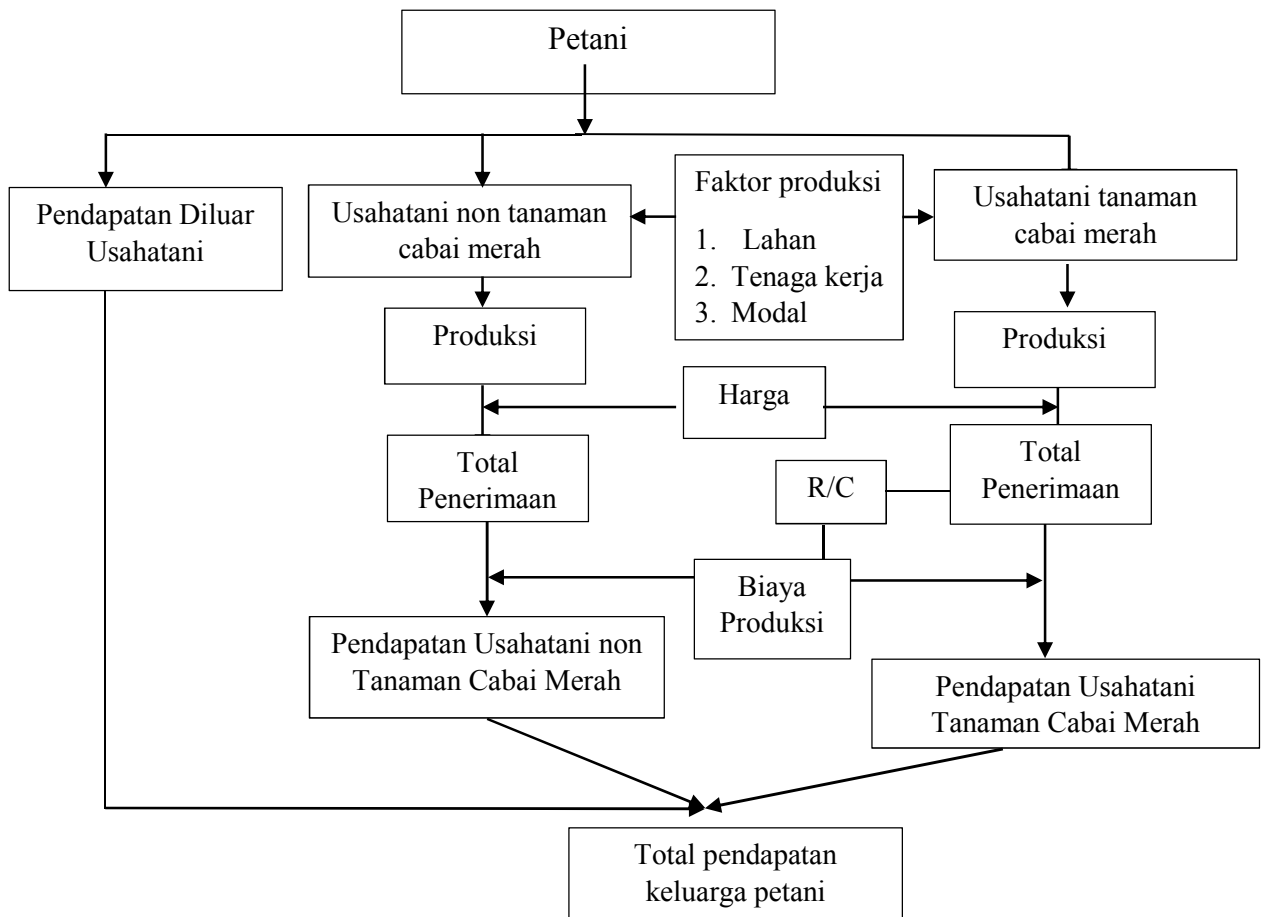 Petani
Pendapatan Diluar
Usahatani
Usahatani non tanaman
cabai merah
Faktor produksi
1. Lahan
2. Tenaga kerja
3. Modal
Usahatani tanaman
cabai merah
Produksi
Produksi
Harga
Total
Penerimaan
R/C
Total
Penerimaan
Biaya
Produksi
Pendapatan Usahatani non
Tanaman Cabai Merah
Pendapatan Usahatani
Tanaman Cabai Merah
Total pendapatan
keluarga petani